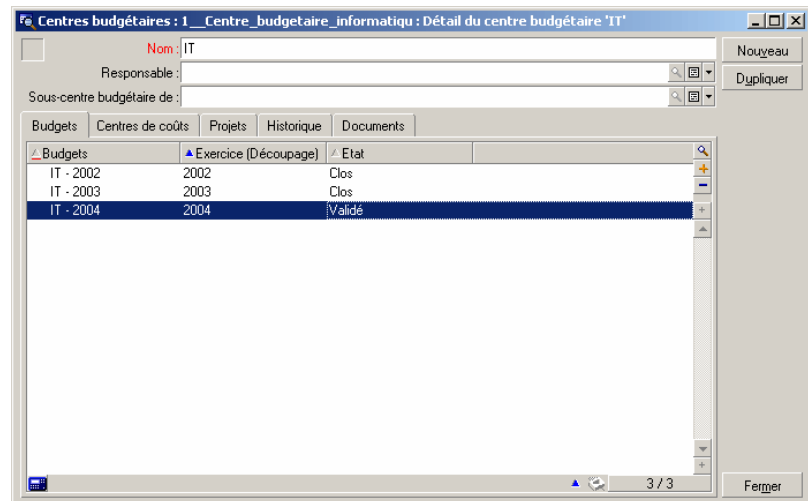 Centres budgétaires : 1__Centre_budgetaire_informatiqu : Détail du centre budgétaire 'IT'
Nom : IT
Nouveau
Responsable :
Dupliquer
Sous-centre budgétaire de :
Budgets Centres de coûts Projets Historique Documents
Budgets Exercice (Découpage) Etat
IT - 2002 2002 Clos
IT - 2003 2003 Clos
IT - 2004 2004 Validé
3 / 3
Fermer